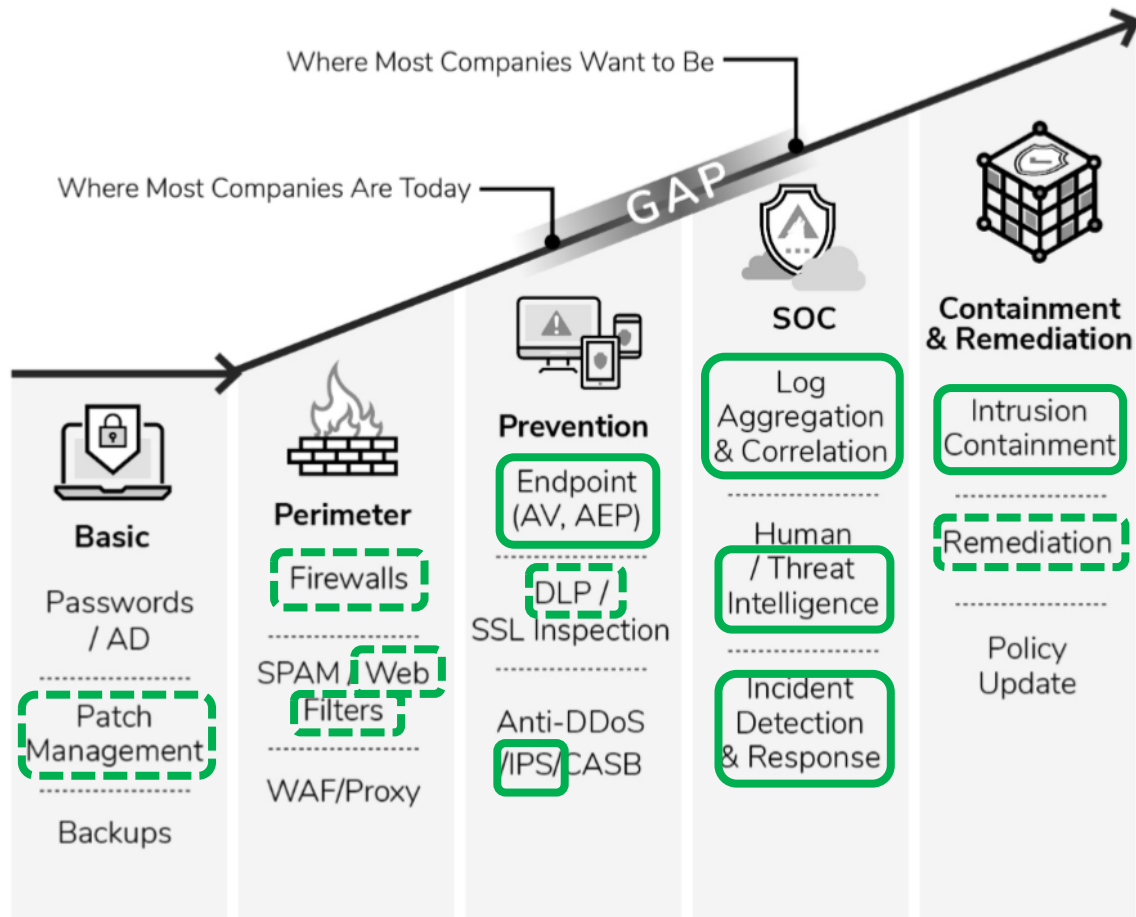 Where Most Companies Want to Be
Where Most Companies Are Today
GAP
Basic
Passwords
/ AD
Patch
Management
Backups
Perimeter
Firewalls
SPAM / Web
Filters
WAF/Proxy
Prevention
Endpoint
(AV, AEP)
DLP /
SSL Inspection
Anti-DDoS
/IPS/CASB
SOC
Log
Aggregation
& Correlation
Human
/ Threat
Intelligence
Incident
Detection
& Response
Containment
& Remediation
Intrusion
Containment
Remediation
Policy
Update